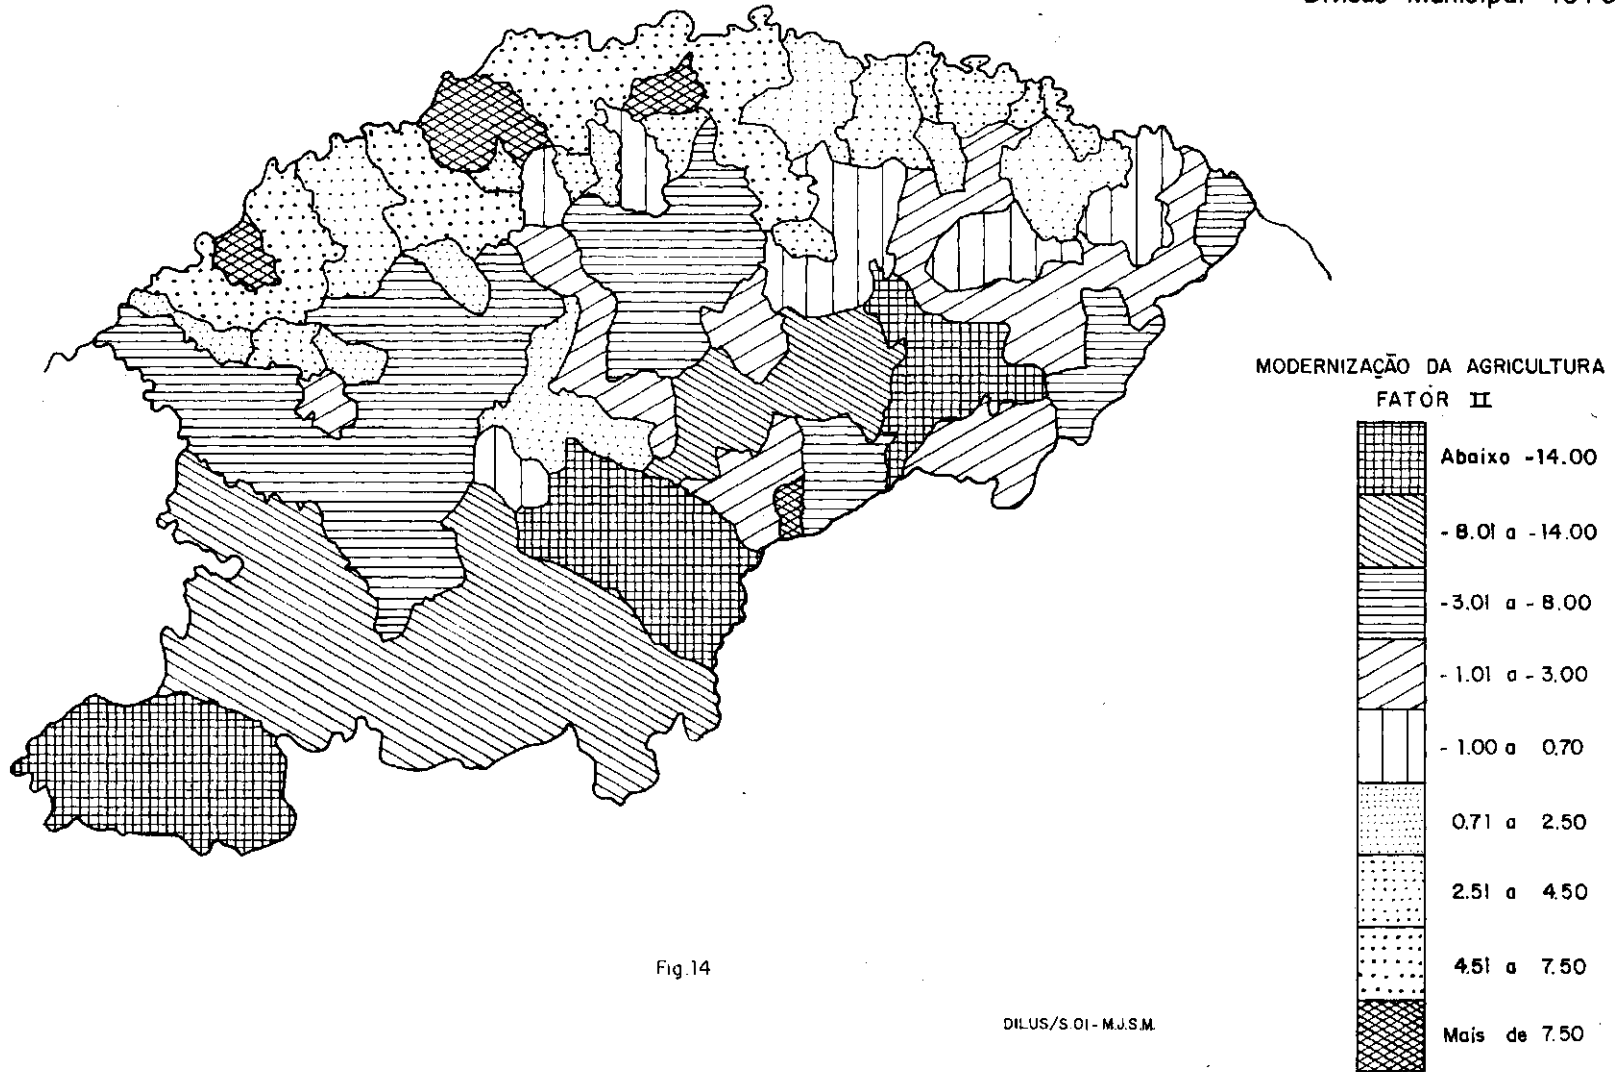 MODERNIZAÇÃO DA AGRICULTURA
FATOR II
Abaixo -14.00
-8.01 a -14.00
-3.01 a -8.00
-1.01 a -3.00
-1.00 a 0.70
0.71 a 2.50
2.51 a 4.50
4.51 a 7.50
Mais de 7.50
Fig.14
DILUS/S.01-M.J.S.M.